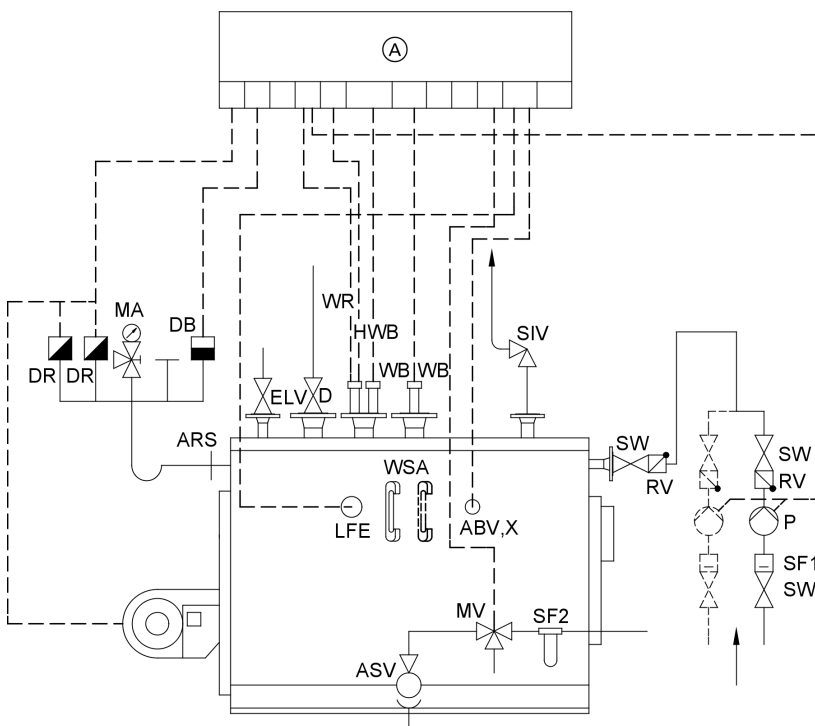 A
MA
DB
DR
DR
WR
HWB
WB
WB
SIV
ELV
D
ARS
SW
RV
WSA
LFE
ABV,X
SW
RV
P
SF1
SW
MV
SF2
ASV